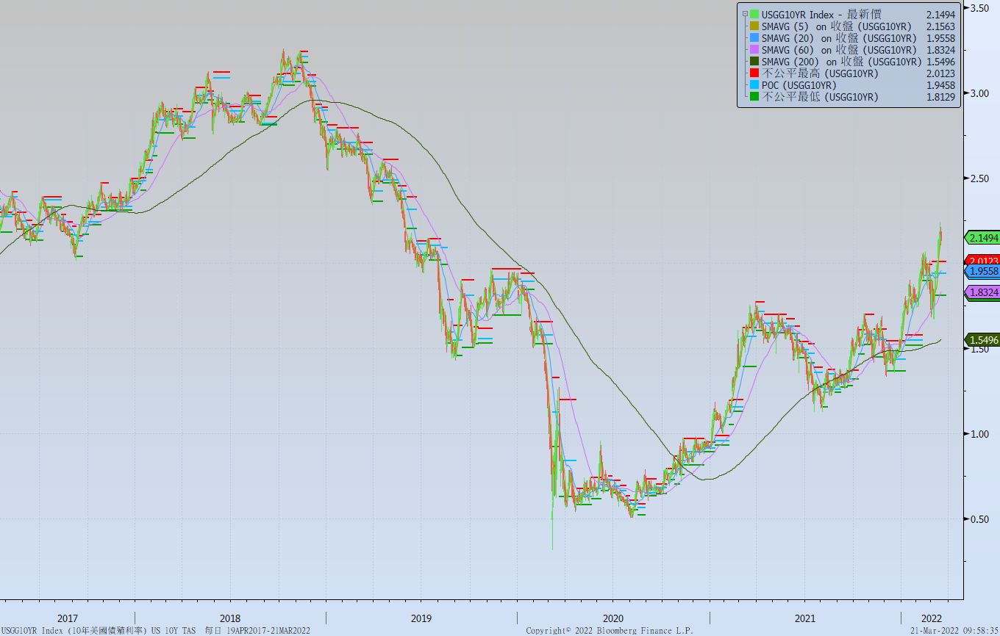 USGG10YR Index - 最新價 2.1494
SMAVG (5) on 收盤 (USGG10YR) 2.1563
SMAVG (20) on 收盤 (USGG10YR) 1.9558
SMAVG (60) on 收盤 (USGG10YR) 1.8324
SMAVG (200) on 收盤 (USGG10YR) 1.5496
不公平最高 (USGG10YR) 2.0123
POC (USGG10YR) 1.9458
不公平最低 (USGG10YR) 1.8129
3.50
3.00
2.50
2.1494
2.0123
1.9558
1.8324
1.5496
1.50
1.00
0.50
2017 2018 2019 2020 2021 2022
USGG10YR Index (10年美國債殖利率) US 10Y TAS 每日 19APR2017-21MAR2022 Copyright© 2022 Bloomberg Finance L.P. 21-Mar-2022 09:58:35